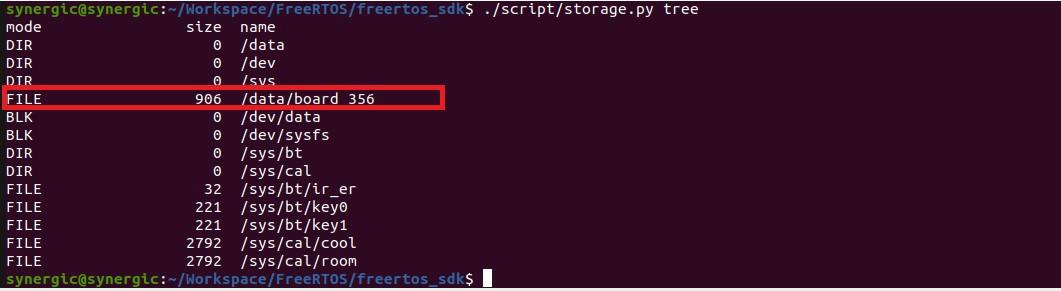 synergic@synergic:~/Workspace/FreeRTOS/freertos_sdk$ ./script/storage.py tree
mode size name
DIR 0 /data
DIR 0 /dev
DIR 0 /sys
FILE 906 /data/board_356
BLK 0 /dev/data
BLK 0 /dev/sysfs
DIR 0 /sys/bt
DIR 0 /sys/cal
FILE 32 /sys/bt/ir_er
FILE 221 /sys/bt/key0
FILE 221 /sys/bt/key1
FILE 2792 /sys/cal/cool
FILE 2792 /sys/cal/room
synergic@synergic:~/Workspace/FreeRTOS/freertos_sdk$